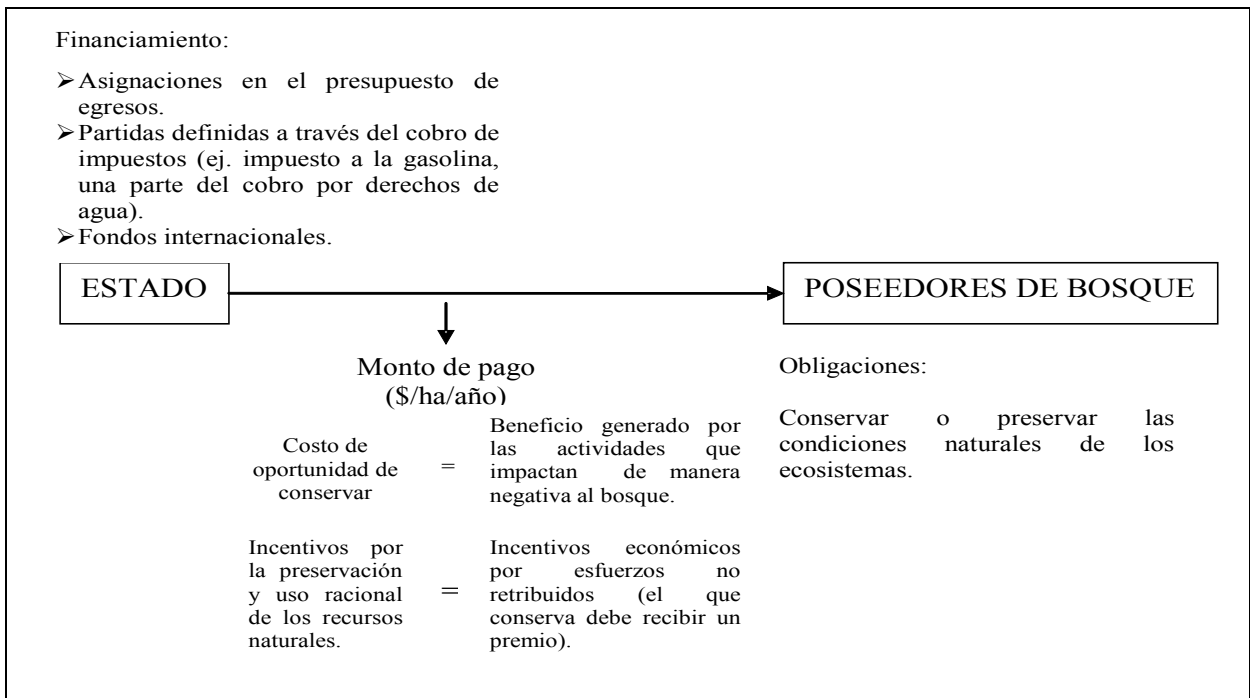 Financiamiento:
➢Asignaciones en el presupuesto de
egresos.
➢Partidas definidas a través del cobro de
impuestos (ej. impuesto a la gasolina,
una parte del cobro por derechos de
agua).
➢Fondos internacionales.
ESTADO
POSEEDORES DE BOSQUE
Monto de pago
($/ha/año)
Costo de
oportunidad de
conservar
=
Beneficio generado por
las actividades que
impactan de manera
negativa al bosque.
Incentivos por
la preservación
y uso racional
de los recursos
naturales.
=
Incentivos económicos
por esfuerzos no
retribuidos (el que
conserva debe recibir un
premio).
Obligaciones:
Conservar o preservar las
condiciones naturales de los
ecosistemas.